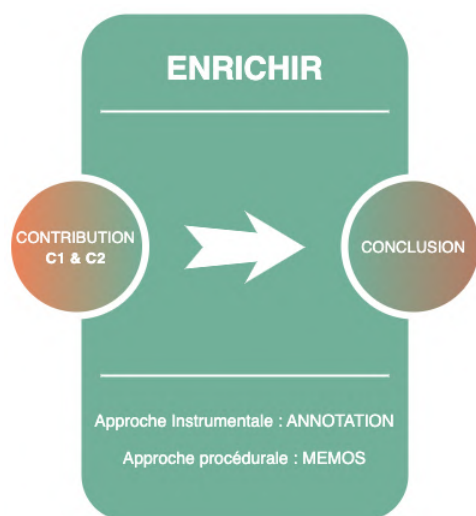 ENRICHIR
CONTRIBUTION
C1 & C2
CONCLUSION
Approche Instrumentale : ANNOTATION
Approche procédurale : MEMOS